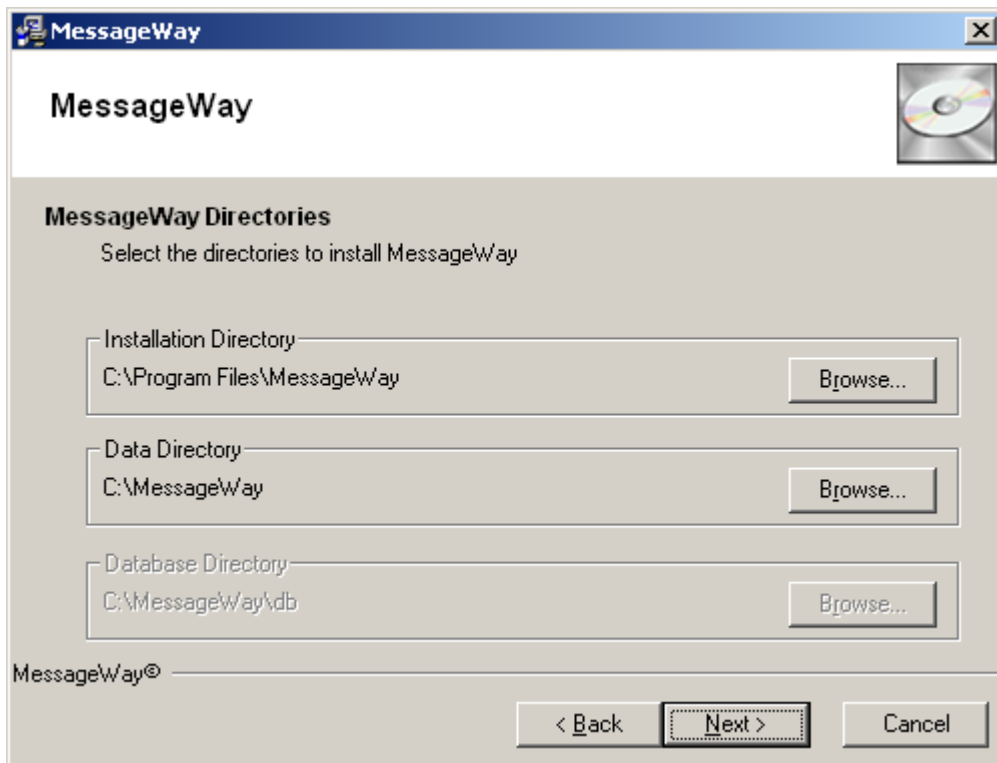 MessageWay
MessageWay
MessageWay Directories
Select the directories to install MessageWay
Installation Directory
C:\Program Files\MessageWay
Browse...
Data Directory
C:\MessageWay
Browse...
Database Directory
C:\MessageWay\db
Browse...
MessageWay©
< Back
Next >
Cancel